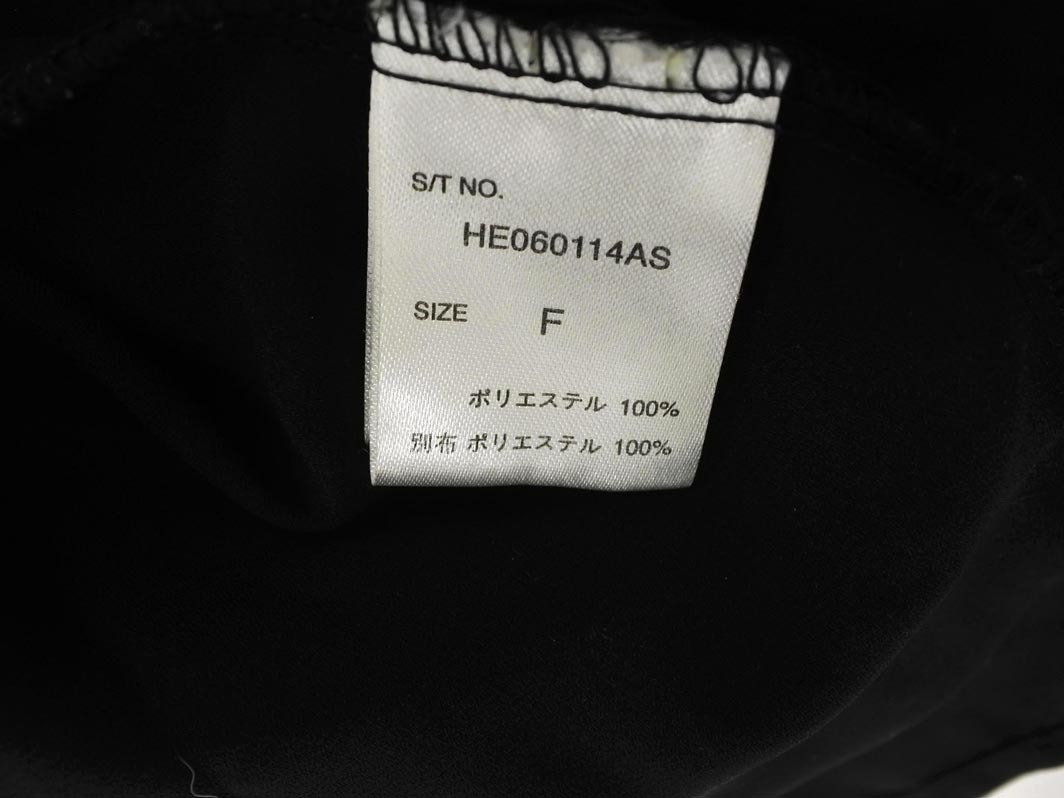 S/T NO.
HE060114AS
SIZE F
ポリエステル 100%
別布 ポリエステル 100%